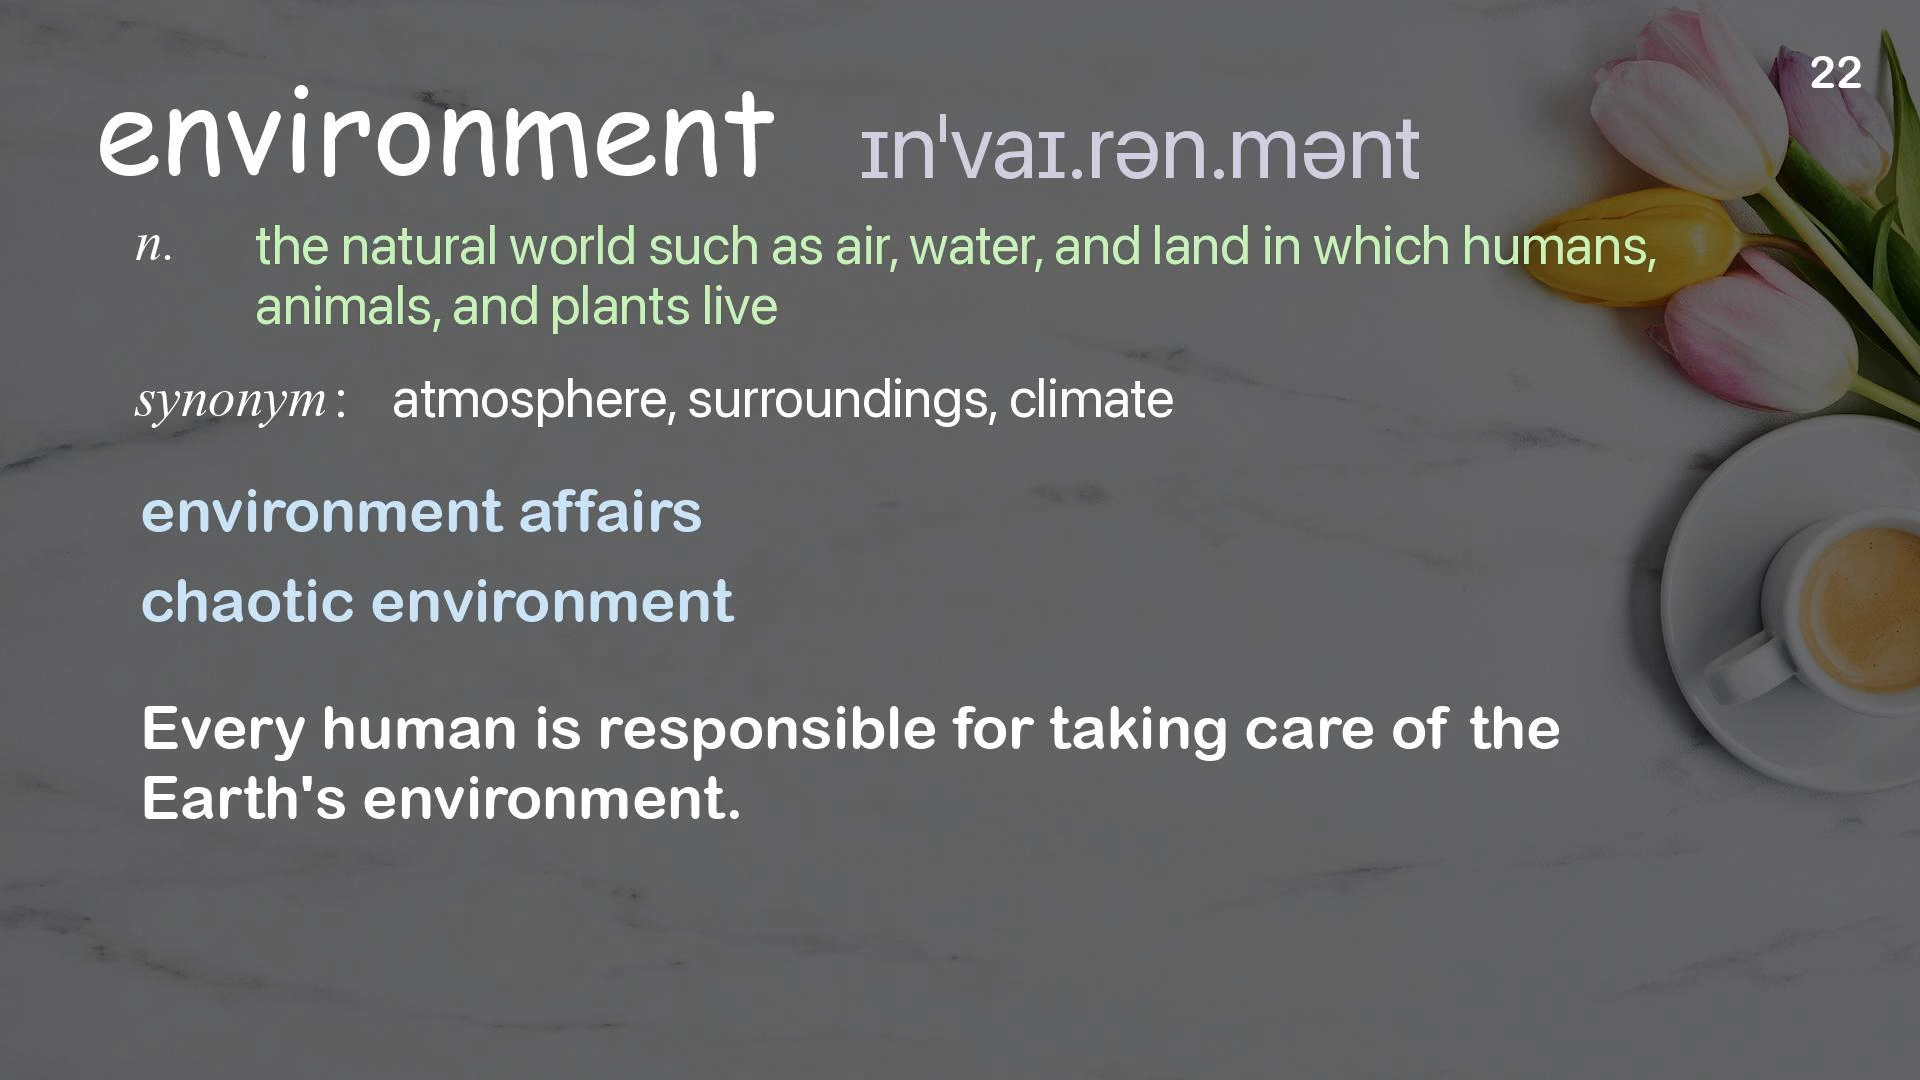 22
environment ɪnˈvaɪ.rən.mənt
n. the natural world such as air, water, and land in which humans,
animals, and plants live
synonym: atmosphere, surroundings, climate
environment affairs
chaotic environment
Every human is responsible for taking care of the
Earth's environment.